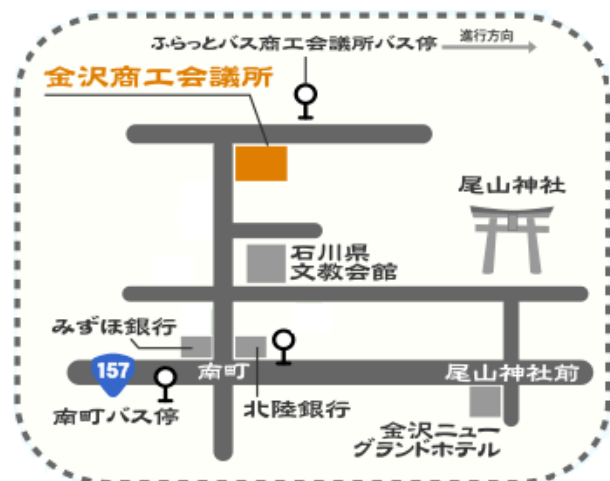 ふらっとバス商工会議所バス停
進行方向
金沢商工会議所
尾山神社
石川県
文教会館
みずほ銀行
157
南町
尾山神社前
南町バス停
北陸銀行
金沢ニュー
グランドホテル